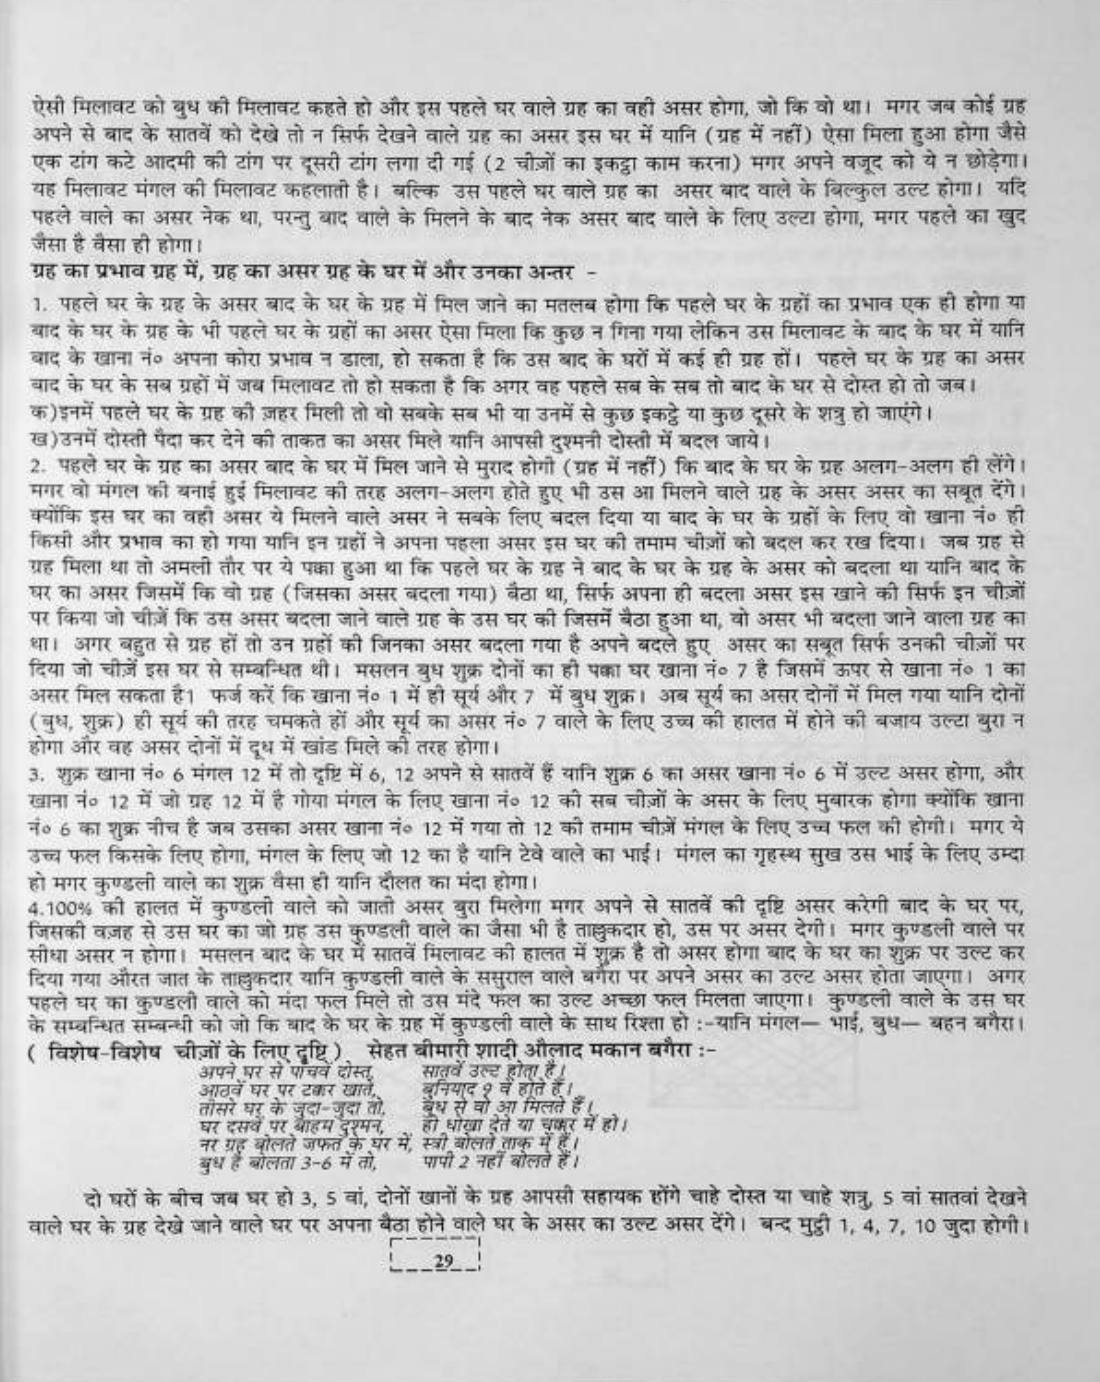 ऐसी मिलावट को बुध की मिलावट कहते हो और इस पहले घर वाले ग्रह का वही असर होगा, जो कि वो था। मगर जब कोई ग्रह
अपने से बाद के सातवें को देखे तो न सिर्फ देखने वाले ग्रह का असर इस घर में यानि (ग्रह में नहीं) ऐसा मिला हुआ होगा जैसे
एक टांग कटे आदमी की टांग पर दूसरी टांग लगा दी गई (2 चीज़ों का इकट्ठा काम करना) मगर अपने वजूद को ये न छोड़ेगा।
यह मिलावट मंगल की मिलावट कहलाती है। बल्कि उस पहले घर वाले ग्रह का असर बाद वाले के बिल्कुल उल्ट होगा। यदि
पहले वाले का असर नेक था, परन्तु बाद वाले के मिलने के बाद नेक असर बाद वाले के लिए उल्टा होगा, मगर पहले का खुद
जैसा है वैसा ही होगा।
ग्रह का प्रभाव ग्रह में, ग्रह का असर ग्रह के घर में और उनका अन्तर -
1. पहले घर के ग्रह के असर बाद के घर के ग्रह में मिल जाने का मतलब होगा कि पहले घर के ग्रहों का प्रभाव एक ही होगा या
बाद के घर के ग्रह के भी पहले घर के ग्रहों का असर ऐसा मिला कि कुछ न गिना गया लेकिन उस मिलावट के बाद के घर में यानि
बाद के खाना नं० अपना कोरा प्रभाव न डाला, हो सकता है कि उस बाद के घरों में कई ही ग्रह हों। पहले घर के ग्रह का असर
बाद के घर के सब ग्रहों में जब मिलावट तो हो सकता है कि अगर वह पहले सब के सब तो बाद के घर से दोस्त हो तो जब।
क)इनमें पहले घर के ग्रह की ज़हर मिली तो वो सबके सब भी या उनमें से कुछ इकट्ठे या कुछ दूसरे के शत्रु हो जाएंगे।
ख)उनमें दोस्ती पैदा कर देने की ताकत का असर मिले यानि आपसी दुश्मनी दोस्ती में बदल जाये।
2. पहले घर के ग्रह का असर बाद के घर में मिल जाने से मुराद होगी (ग्रह में नहीं) कि बाद के घर के ग्रह अलग-अलग ही लेंगे।
मगर वो मंगल की बनाई हुई मिलावट की तरह अलग-अलग होते हुए भी उस आ मिलने वाले ग्रह के असर असर का सबूत देंगे।
क्योंकि इस घर का वही असर ये मिलने वाले असर ने सबके लिए बदल दिया या बाद के घर के ग्रहों के लिए वो खाना नं० ही
किसी और प्रभाव का हो गया यानि इन ग्रहों ने अपना पहला असर इस घर की तमाम चीज़ों को बदल कर रख दिया। जब ग्रह से
ग्रह मिला था तो अमली तौर पर ये पक्का हुआ था कि पहले घर के ग्रह ने बाद के घर के ग्रह के असर को बदला था यानि बाद के
घर का असर जिसमें कि वो ग्रह (जिसका असर बदला गया) बैठा था, सिर्फ अपना ही बदला असर इस खाने की सिर्फ इन चीज़ों
पर किया जो चीज़ें कि उस असर बदला जाने वाले ग्रह के उस घर की जिसमें बैठा हुआ था, वो असर भी बदला जाने वाला ग्रह का
था। अगर बहुत से ग्रह हों तो उन ग्रहों की जिनका असर बदला गया है अपने बदले हुए असर का सबूत सिर्फ उनकी चीज़ों पर
दिया जो चीज़ें इस घर से सम्बन्धित थी। मसलन बुध शुक्र दोनों का ही पक्का घर खाना नं० 7 है जिसमें ऊपर से खाना नं० 1 का
असर मिल सकता है1 फर्ज करें कि खाना नं० 1 में ही सूर्य और 7 में बुध शुक्र। अब सूर्य का असर दोनों में मिल गया यानि दोनों
(बुध, शुक्र) ही सूर्य की तरह चमकते हों और सूर्य का असर नं० 7 वाले के लिए उच्च की हालत में होने की बजाय उल्टा बुरा न
होगा और वह असर दोनों में दूध में खांड मिले की तरह होगा।
3. शुक्र खाना नं० 6 मंगल 12 में तो दृष्टि में 6, 12 अपने से सातवें हैं यानि शुक्र 6 का असर खाना नं० 6 में उल्ट असर होगा, और
खाना नं० 12 में जो ग्रह 12 में है गोया मंगल के लिए खाना नं० 12 की सब चीज़ों के असर के लिए मुबारक होगा क्योंकि खाना
नं० 6 का शुक्र नीच है जब उसका असर खाना नं० 12 में गया तो 12 की तमाम चीज़ें मंगल के लिए उच्च फल की होगी। मगर ये
उच्च फल किसके लिए होगा, मंगल के लिए जो 12 का है यानि टेवे वाले का भाई। मंगल का गृहस्थ सुख उस भाई के लिए उम्दा
हो मगर कुण्डली वाले का शुक्र वैसा ही यानि दौलत का मंदा होगा।
4.100% की हालत में कुण्डली वाले को जाती असर बुरा मिलेगा मगर अपने से सातवें की दृष्टि असर करेगी बाद के घर पर,
जिसकी वज़ह से उस घर का जो ग्रह उस कुण्डली वाले का जैसा भी है ताल्लुकदार हो, उस पर असर देगी। मगर कुण्डली वाले पर
सीधा असर न होगा। मसलन बाद के घर में सातवें मिलावट की हालत में शुक्र है तो असर होगा बाद के घर का शुक्र पर उल्ट कर
दिया गया औरत जात के ताल्लुकदार यानि कुण्डली वाले के ससुराल वाले बगैरा पर अपने असर का उल्ट असर होता जाएगा। अगर
पहले घर का कुण्डली वाले को मंदा फल मिले तो उस मंदे फल का उल्ट अच्छा फल मिलता जाएगा। कुण्डली वाले के उस घर
के सम्बन्धित सम्बन्धी को जो कि बाद के घर के ग्रह में कुण्डली वाले के साथ रिश्ता हो :-यानि मंगल— भाई, बुध— बहन बगैरा।
( विशेष-विशेष चीज़ों के लिए दृष्टि ) सेहत बीमारी शादी औलाद मकान बगैरा :-
अपने घर से पांचवें दोस्त, सातवें उल्ट होता है।
आठवें घर पर टक्कर खाते, बुनियाद 9 वें होते हैं।
तीसरे घर के जुदा-जुदा तो, बुध से वो आ मिलते हैं।
घर दसवें पर बाहम दुश्मन, ही धोखा देते या चक्कर में हो।
नर ग्रह बोलते जफत के घर में, स्त्री बोलते ताक में हैं।
बुध है बोलता 3-6 में तो, पापी 2 नहीं बोलते हैं।
दो घरों के बीच जब घर हो 3, 5 वां, दोनों खानों के ग्रह आपसी सहायक होंगे चाहे दोस्त या चाहे शत्रु, 5 वां सातवां देखने
वाले घर के ग्रह देखे जाने वाले घर पर अपना बैठा होने वाले घर के असर का उल्ट असर देंगे। बन्द मुट्ठी 1, 4, 7, 10 जुदा होगी।
29